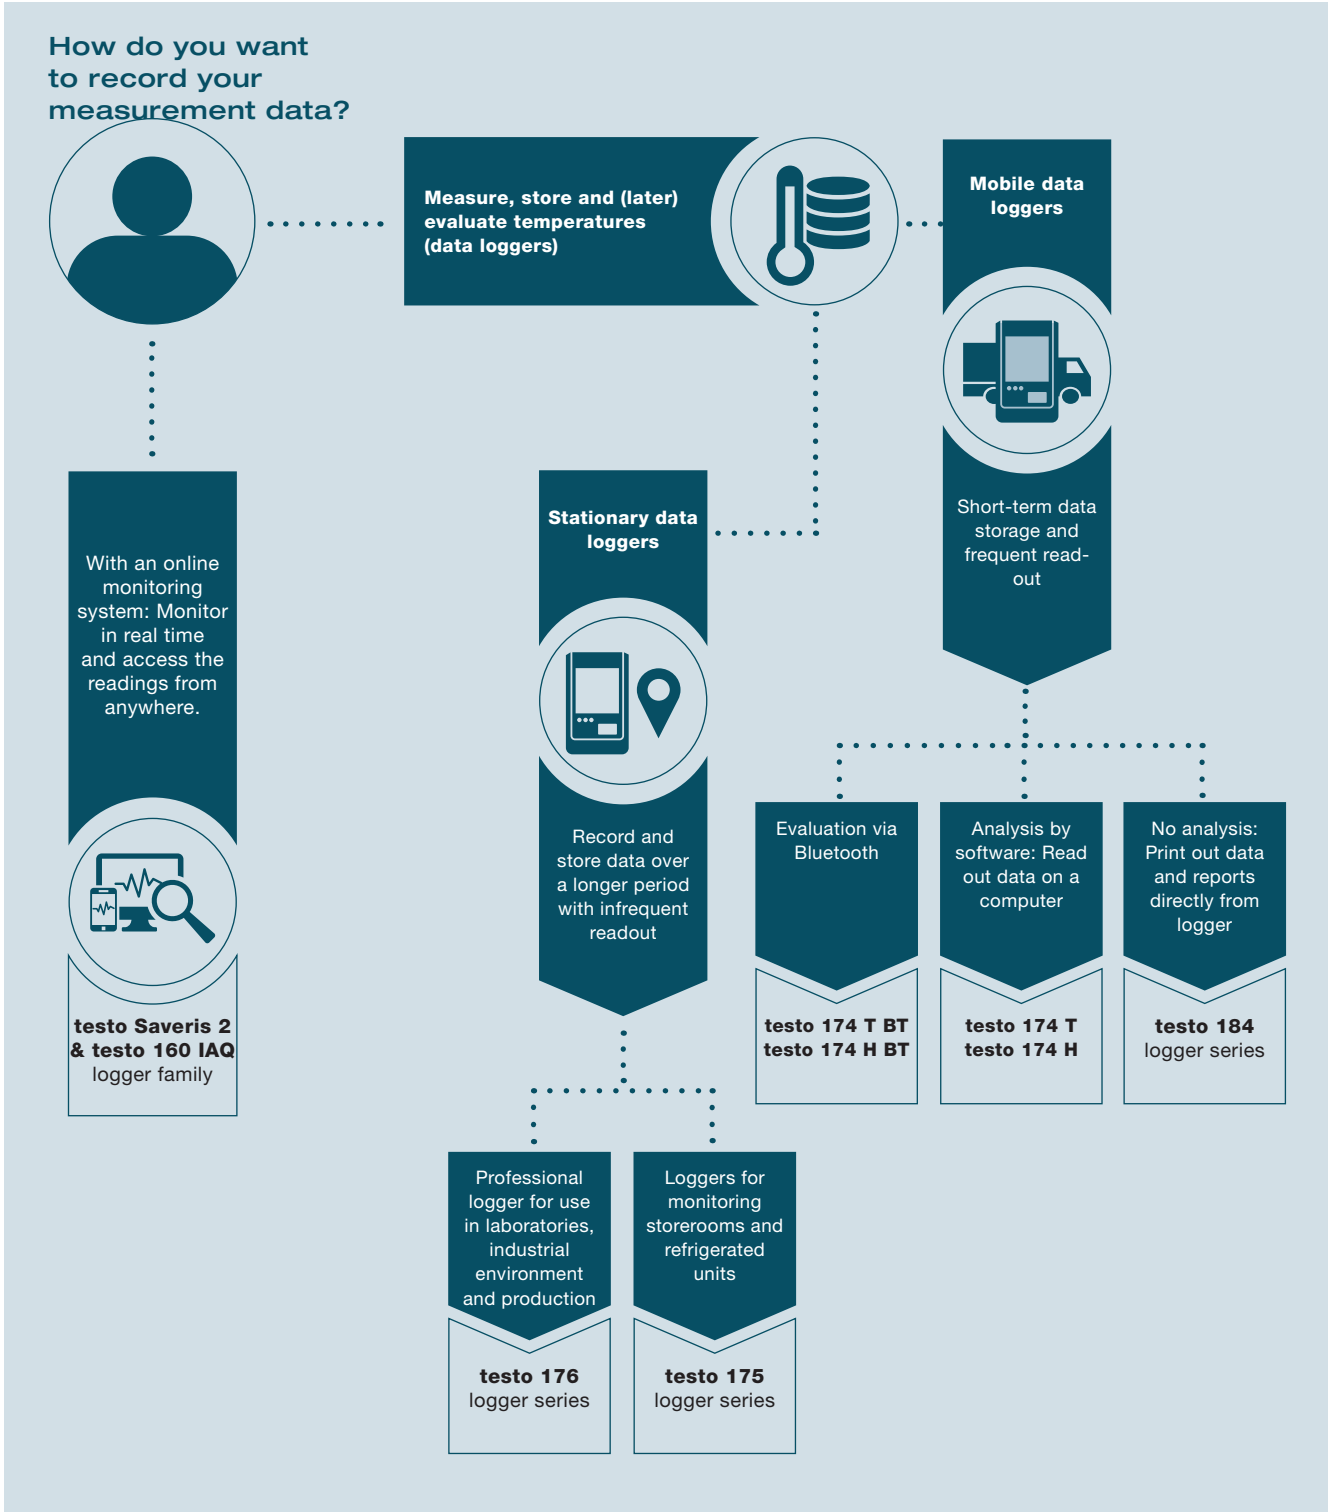 How do you want
to record your
measurement data?
Measure, store and (later)
evaluate temperatures
(data loggers)
Mobile data
loggers
Short-term data
storage and
frequent read-
out
Stationary data
loggers
With an online
monitoring
system: Monitor
in real time
and access the
readings from
anywhere.
testo Saveris 2
& testo 160 IAQ
logger family
Record and
store data over
a longer period
with infrequent
readout
Evaluation via
Bluetooth
testo 174 T BT
testo 174 H BT
Analysis by
software: Read
out data on a
computer
testo 174 T
testo 174 H
No analysis:
Print out data
and reports
directly from
logger
testo 184
logger series
Professional
logger for use
in laboratories,
industrial
environment
and production
testo 176
logger series
Loggers for
monitoring
storerooms and
refrigerated
units
testo 175
logger series